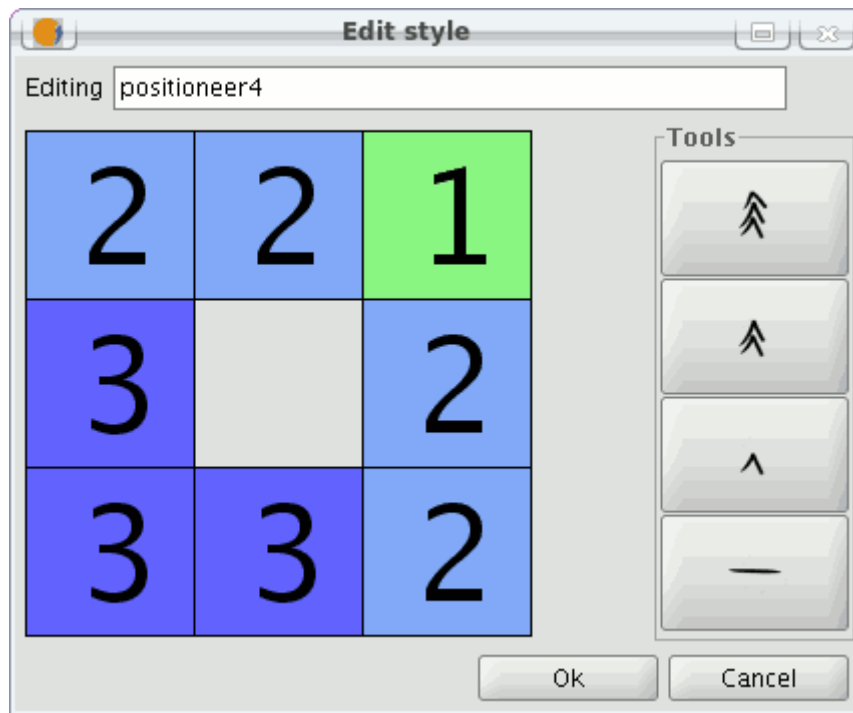 Edit style
Editing positioneer4
Tools
2 2 1
3 2
3 3 2
Ok Cancel